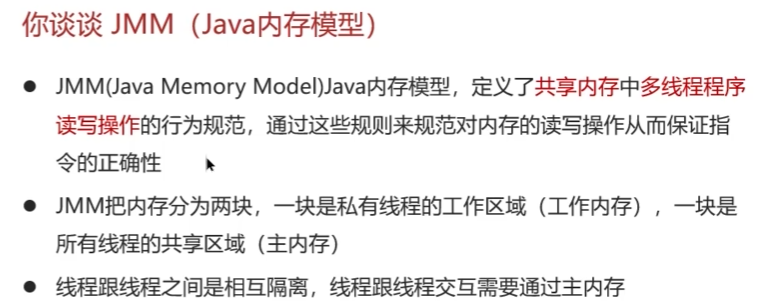 你谈谈 JMM（Java内存模型）
● JMM(Java Memory Model)Java内存模型，定义了共享内存中多线程程序
读写操作的行为规范，通过这些规则来规范对内存的读写操作从而保证指
令的正确性
● JMM把内存分为两块，一块是私有线程的工作区域（工作内存），一块是
所有线程的共享区域（主内存）
● 线程跟线程之间是相互隔离，线程跟线程交互需要通过主内存